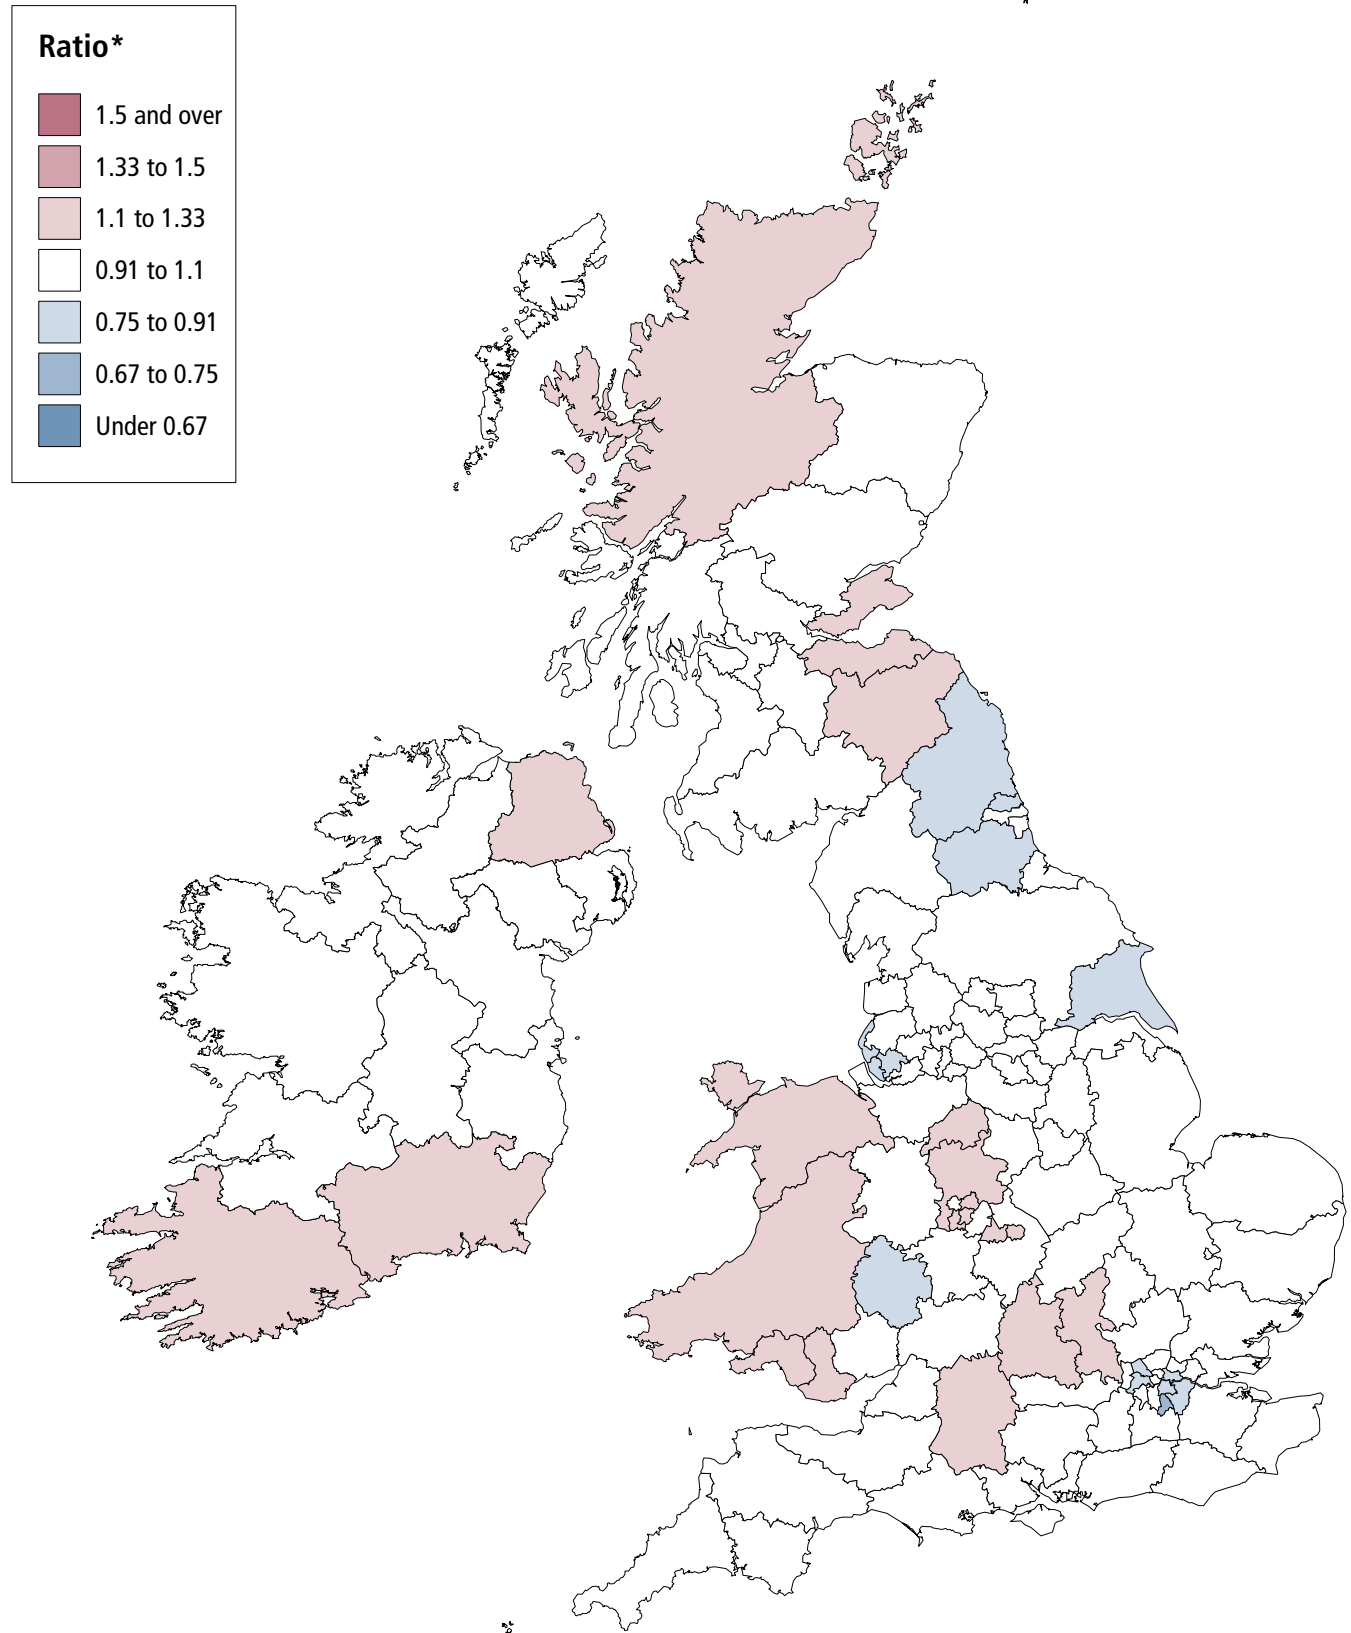 Ratio*
1.5 and over
1.33 to 1.5
1.1 to 1.33
0.91 to 1.1
0.75 to 0.91
0.67 to 0.75
Under 0.67